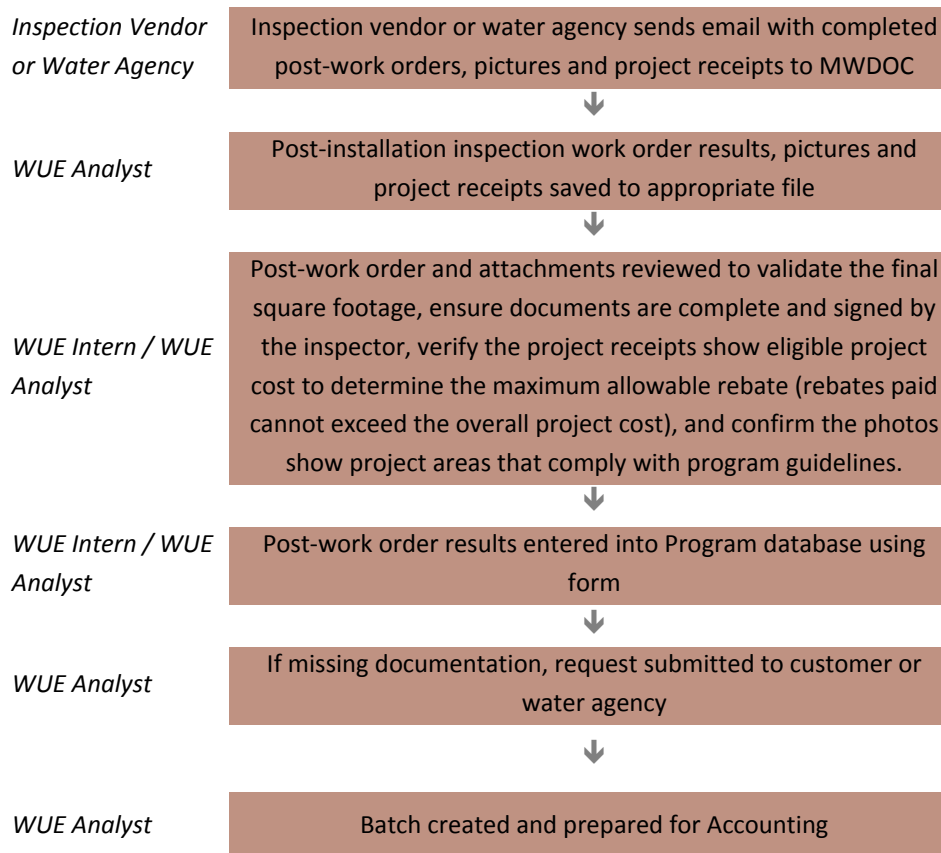 Inspection Vendor
or Water Agency
Inspection vendor or water agency sends email with completed
post-work orders, pictures and project receipts to MWDOC
WUE Analyst
Post-installation inspection work order results, pictures and
project receipts saved to appropriate file
WUE Intern / WUE
Analyst
Post-work order and attachments reviewed to validate the final
square footage, ensure documents are complete and signed by
the inspector, verify the project receipts show eligible project
cost to determine the maximum allowable rebate (rebates paid
cannot exceed the overall project cost), and confirm the photos
show project areas that comply with program guidelines.
WUE Intern / WUE
Analyst
Post-work order results entered into Program database using
form
WUE Analyst
If missing documentation, request submitted to customer or
water agency
WUE Analyst
Batch created and prepared for Accounting